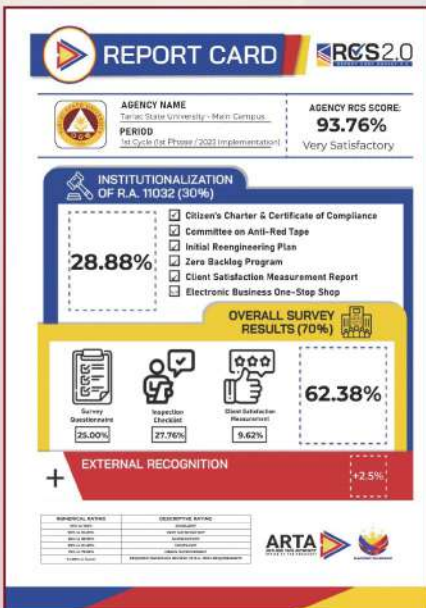 REPORT CARD
RCS2.0
AGENCY NAME
Tarlac State University - Main Campus
PERIOD
1st Cycle (1st Phase / 2023 Implementation)
AGENCY RCS SCORE:
93.76%
Very Satisfactory
INSTITUTIONALIZATION
OF R.A. 11032 (30%)
28.88%
Citizen's Charter & Certificate of Compliance
Committee on Anti-Red Tape
Initial Reengineering Plan
Zero Backlog Program
Client Satisfaction Measurement Report
Electronic Business One-Stop Shop
OVERALL SURVEY
RESULTS (70%)
Survey
Questionnaire
25.00%
Inspection
Checklist
27.76%
Client Satisfaction
Measurement
9.62%
62.38%
+ EXTERNAL RECOGNITION
+2.5%
NUMERICAL RATING
DESCRIPTIVE RATING
ARTA